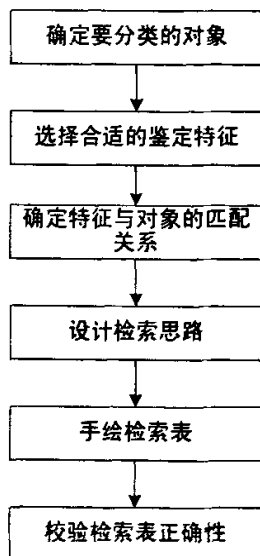 确定要分类的对象
选择合适的鉴定特征
确定特征与对象的匹配
关系
设计检索思路
手绘检索表
校验检索表正确性